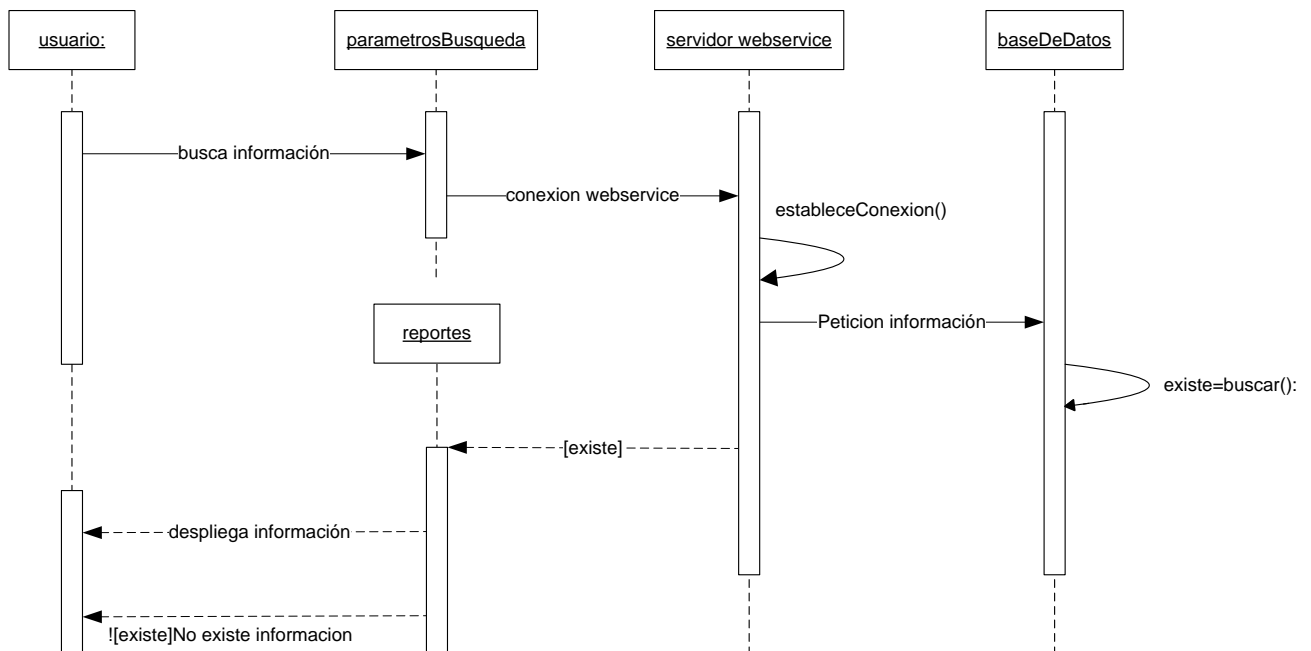 usuario:
parametrosBusqueda
servidor webservice
baseDeDatos
busca información
conexion webservice
estableceConexion()
reportes
Peticion información
existe=buscar():
[existe]
despliega información
![existe]No existe informacion